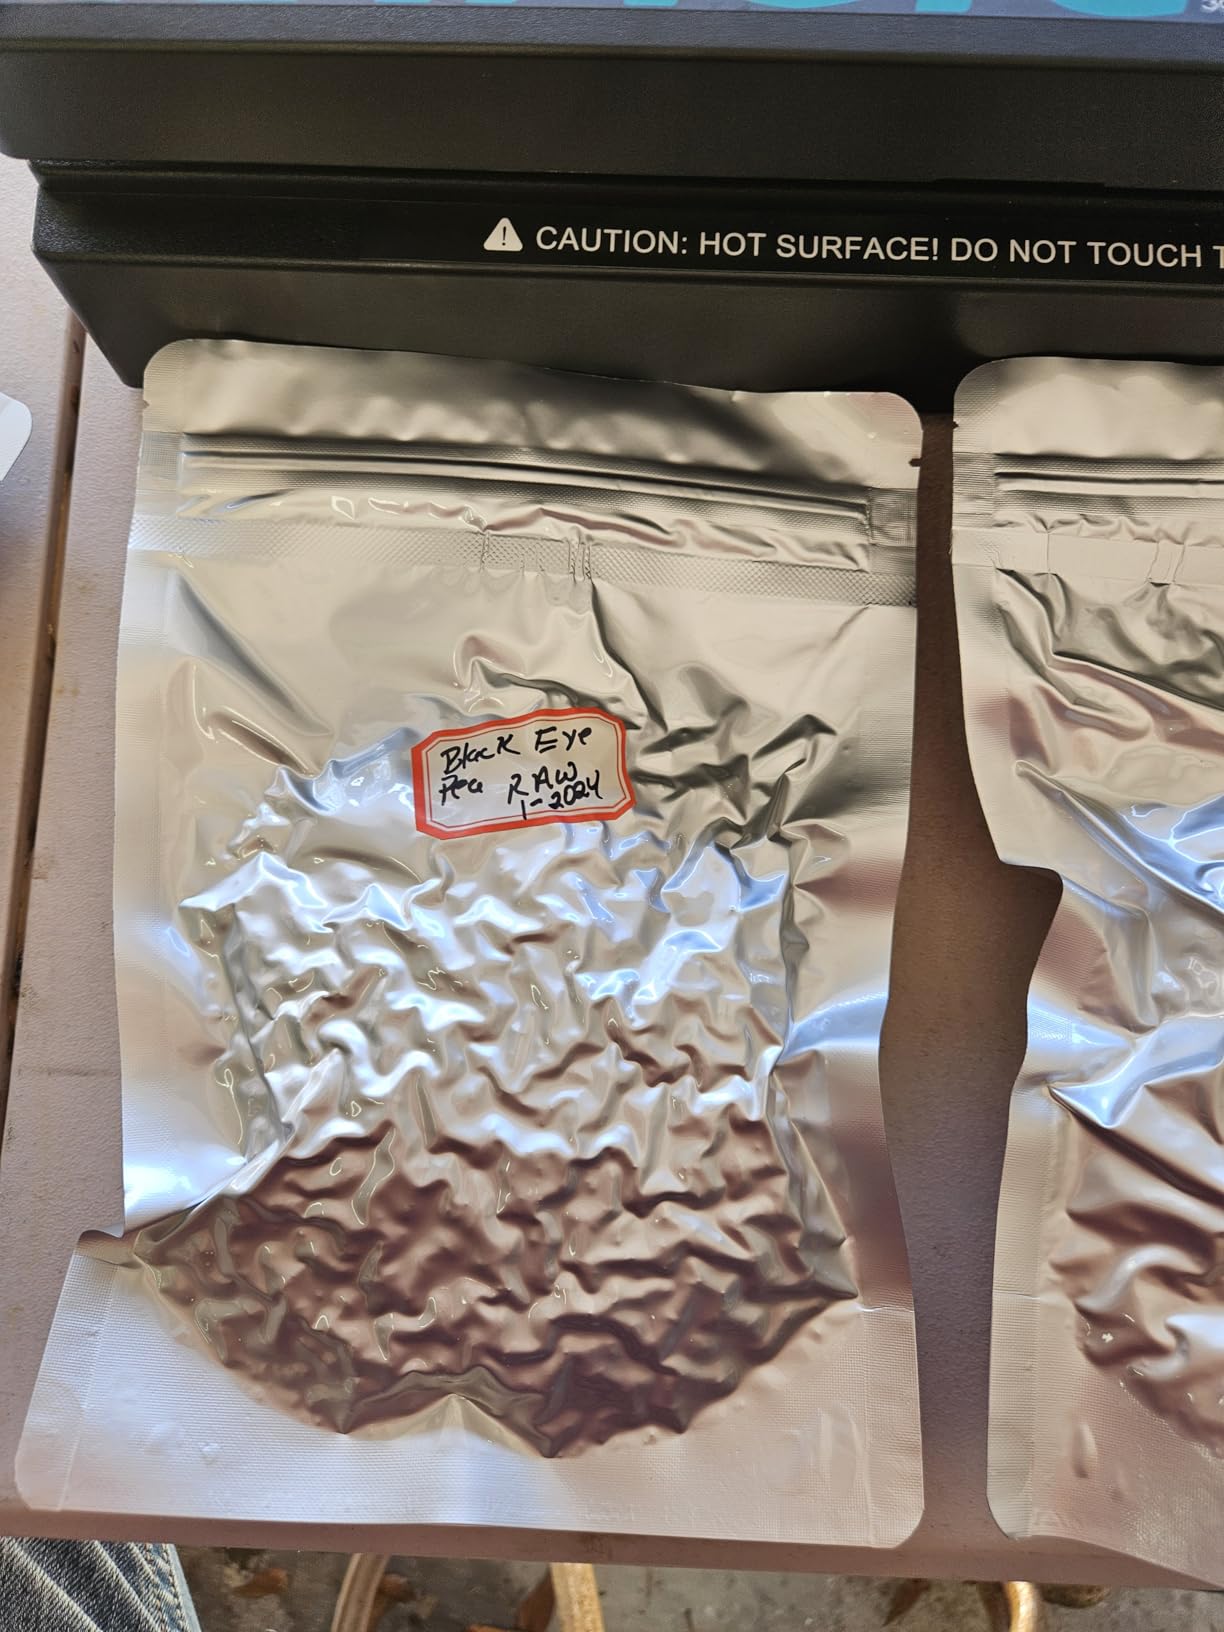 ⚠ CAUTION: HOT SURFACE! DO NOT TOUCH T
Black Eye
Pea RAW
1-2024